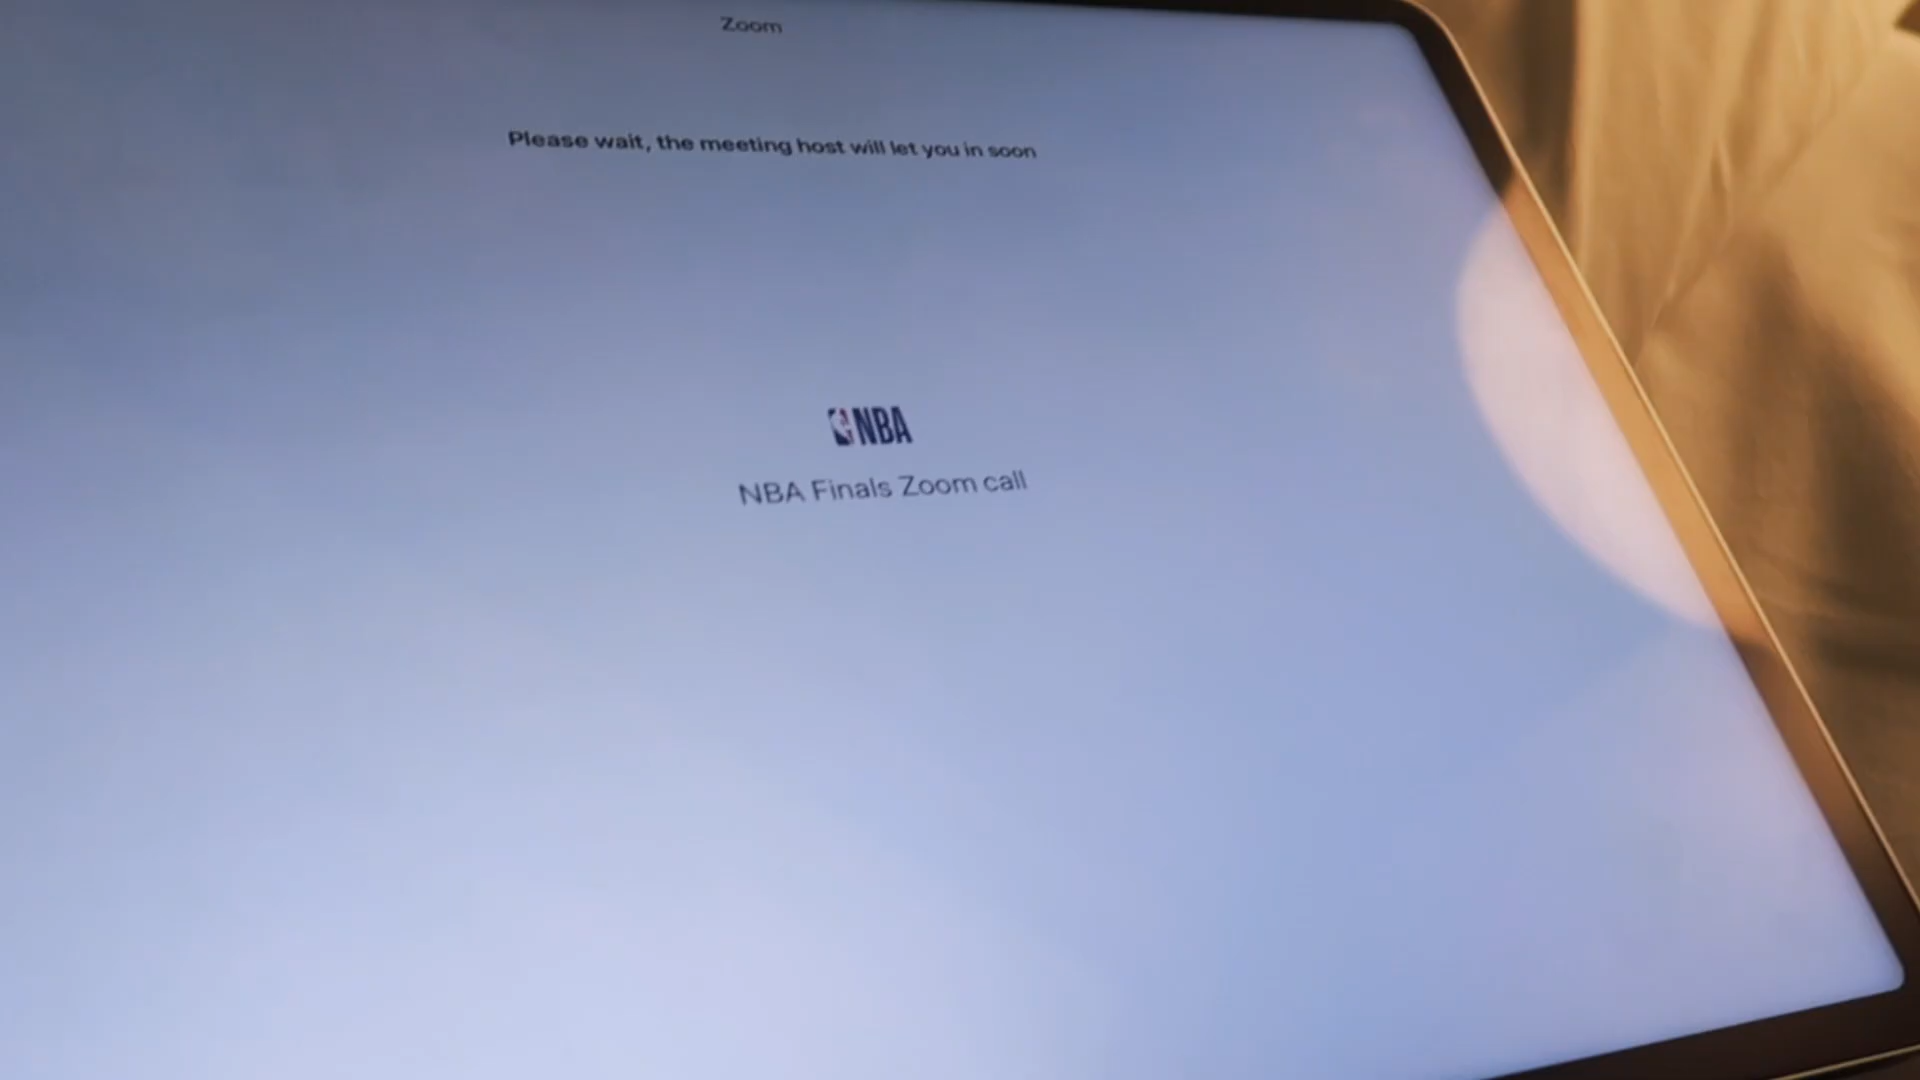 Zoom
Please wait, the meeting host will let you in soon
NBA
NBA Finals Zoom call